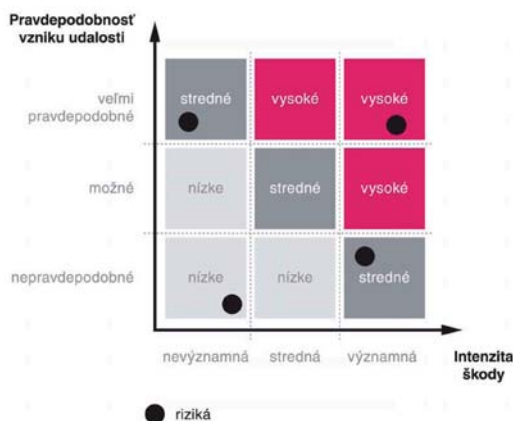 Pravdepodobnosť
vzniku udalosti
veľmi
pravdepodobné
stredné
vysoké
vysoké
možné
nízke
stredné
vysoké
nepravdepodobné
nízke
nízke
stredné
nevýznamná
stredná
významná
Intenzita
škody
riziká